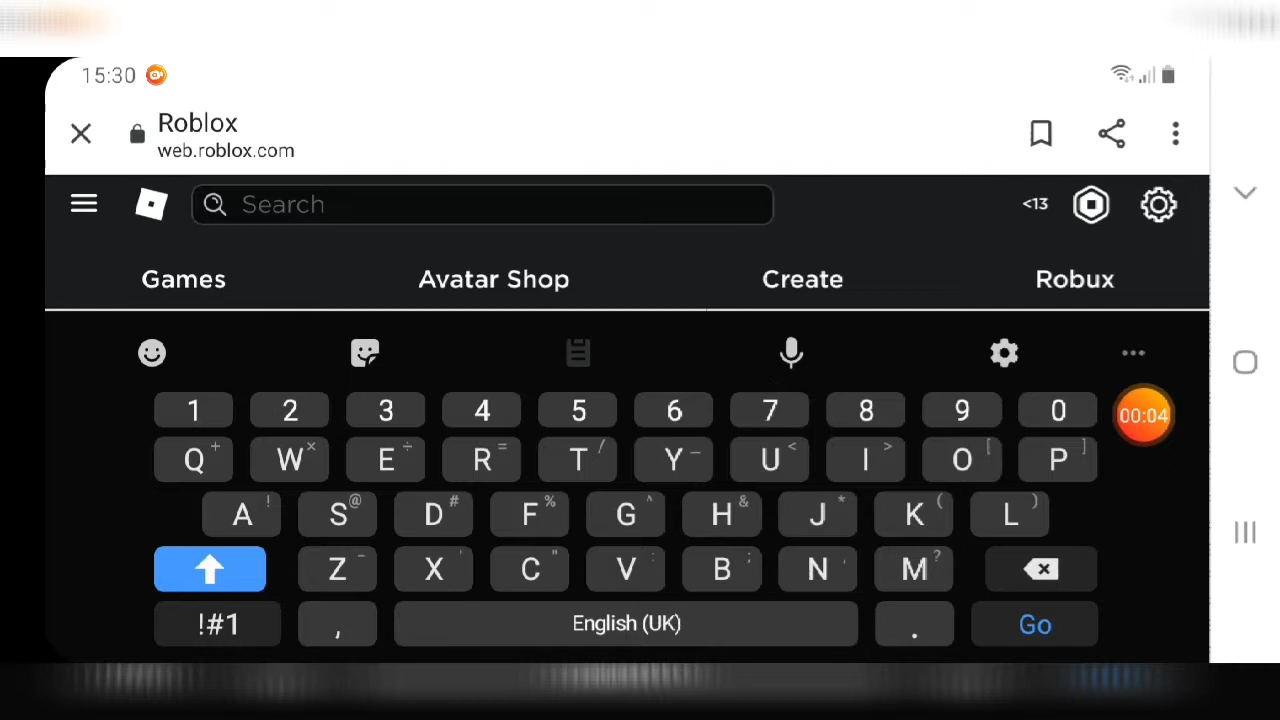 15:30
Roblox
web.roblox.com
Search
<13
Games Avatar Shop Create Robux
1 2 3 4 5 6 7 8 9 0
00:04
Q + W × E ÷ R = T / Y _ U < I > O [ P ]
A ! S @ D # F % G ^ H & J * K ( L )
Z - X ' C " V : B ; N , M ?
!#1 , English (UK) . Go